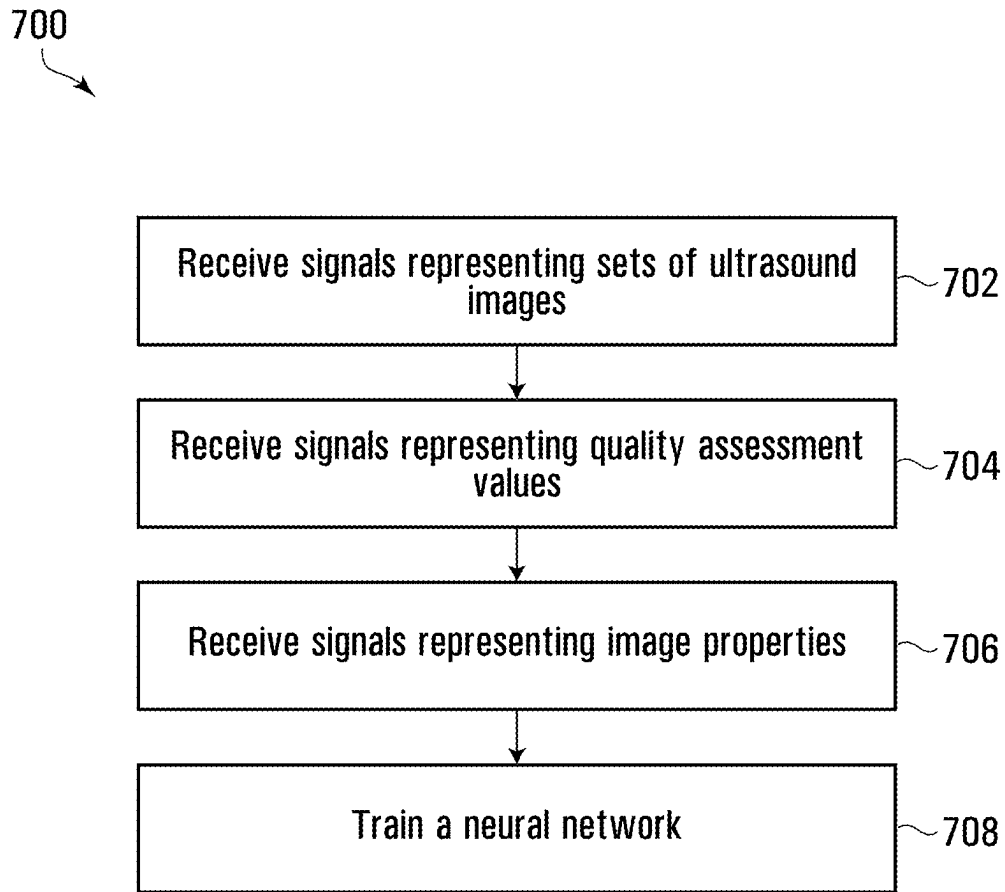 700
Receive signals representing sets of ultrasound
images
702
Receive signals representing quality assessment
values
704
Receive signals representing image properties
706
Train a neural network
708